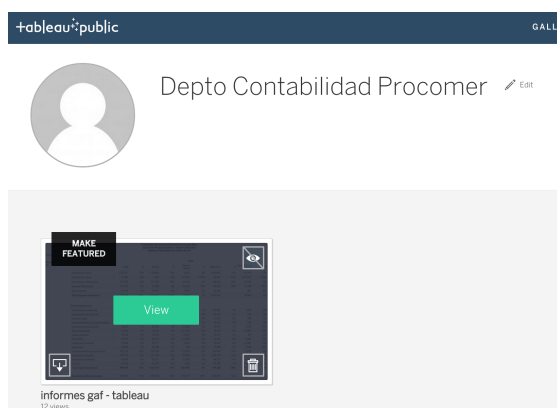 +ableau+public
GALL
Depto Contabilidad Procomer
Edit
MAKE
FEATURED
View
informes gaf - tableau
12 views